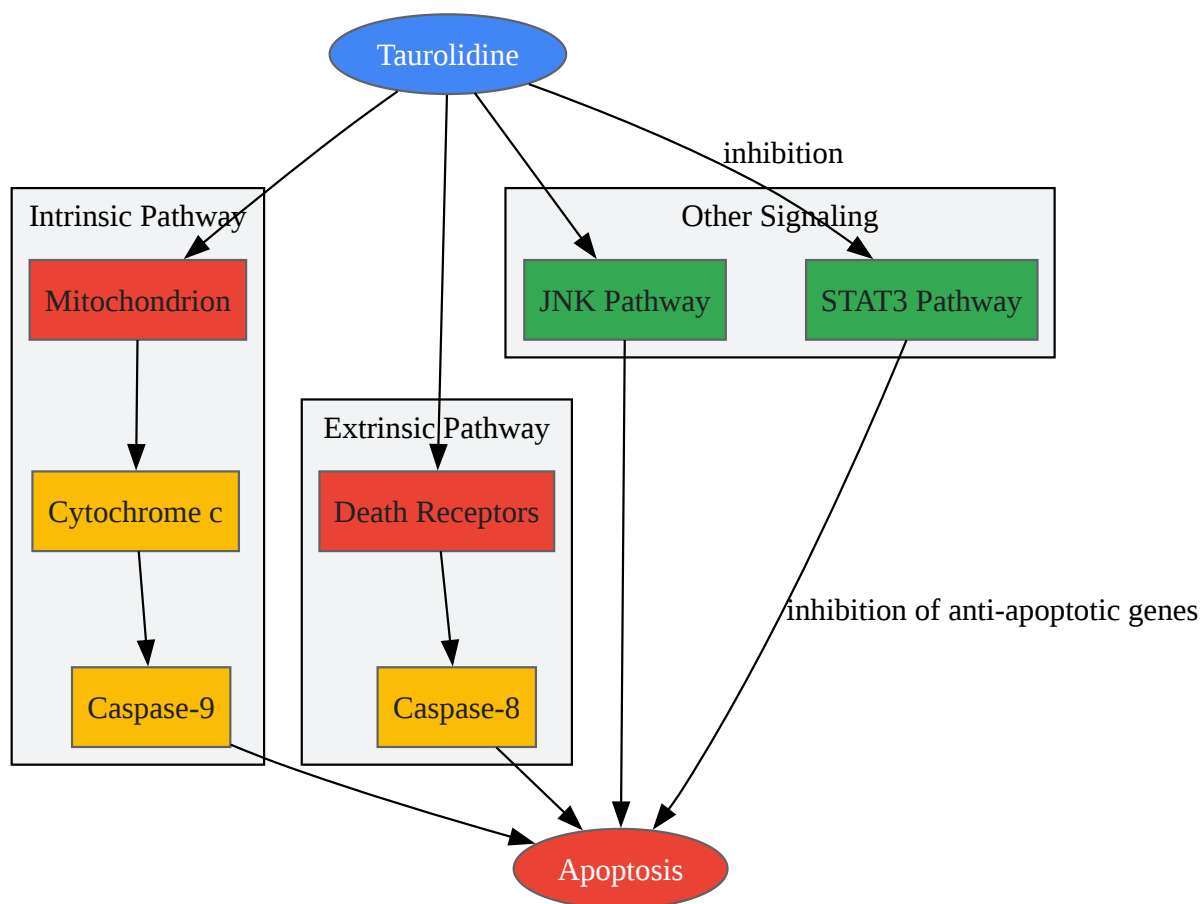 Taurolidine
inhibition
Intrinsic Pathway
Other Signaling
Mitochondrion
JNK Pathway
STAT3 Pathway
Extrinsic Pathway
Cytochrome c
Death Receptors
inhibition of anti-apoptotic genes
Caspase-9
Caspase-8
Apoptosis